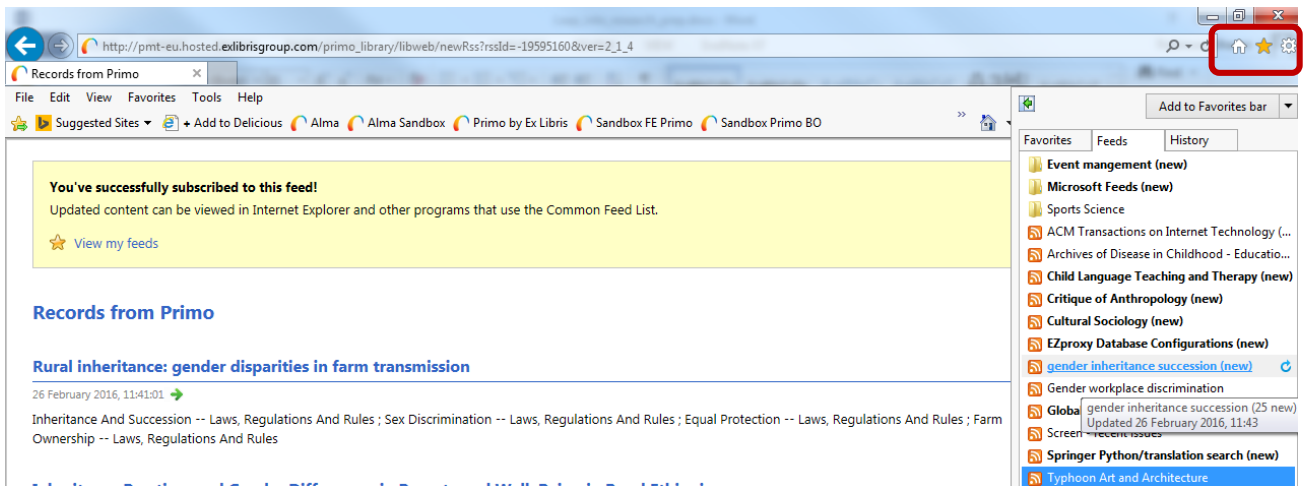 http://pmt-eu.hosted.exlibrisgroup.com/primo_library/libweb/newRss?rssId=-19595160&ver=2_1_4
Records from Primo
File Edit View Favorites Tools Help
Suggested Sites + Add to Delicious Alma Alma Sandbox Primo by Ex Libris Sandbox FE Primo Sandbox Primo BO »
You've successfully subscribed to this feed!
Updated content can be viewed in Internet Explorer and other programs that use the Common Feed List.
View my feeds
Records from Primo
Rural inheritance: gender disparities in farm transmission
26 February 2016, 11:41:01
Inheritance And Succession -- Laws, Regulations And Rules ; Sex Discrimination -- Laws, Regulations And Rules ; Equal Protection -- Laws, Regulations And Rules ; Farm
Ownership -- Laws, Regulations And Rules
Add to Favorites bar
Favorites Feeds History
Event mangement (new)
Microsoft Feeds (new)
Sports Science
ACM Transactions on Internet Technology (...
Archives of Disease in Childhood - Educatio...
Child Language Teaching and Therapy (new)
Critique of Anthropology (new)
Cultural Sociology (new)
EZproxy Database Configurations (new)
gender inheritance succession (new)
Gender workplace discrimination
Globa
gender inheritance succession (25 new)
Updated 26 February 2016, 11:43
Screen - recent issues
Springer Python/translation search (new)
Typhoon Art and Architecture